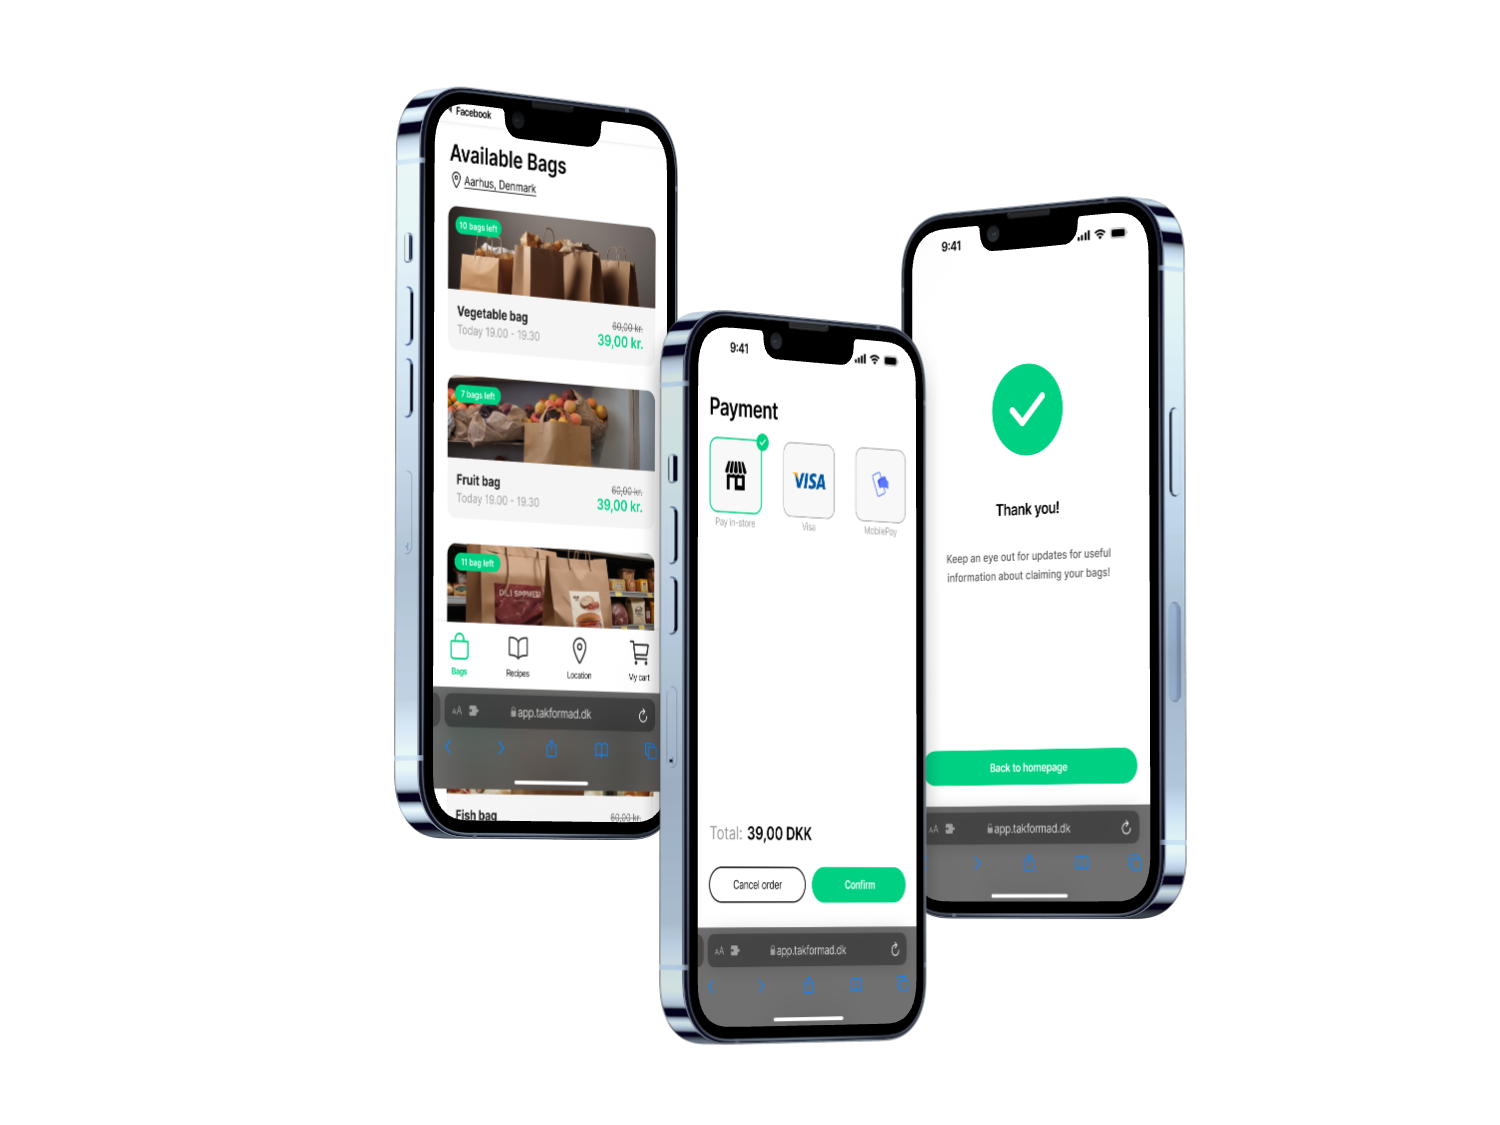 Facebook
Available Bags
Aarhus, Denmark
10 bags left
Vegetable bag
60,00 kr.
Today 19.00 - 19.30
39,00 kr.
7 bags left
Fruit bag
60,00 kr.
Today 19.00 - 19.30
39,00 kr.
11 bag left
Bags
Recipes
Location
My cart
AA
app.takformad.dk
Fish bag
60,00 kr.
9:41
Payment
VISA
Pay in-store
Visa
MobilePay
Total: 39,00 DKK
Cancel order
Confirm
AA
app.takformad.dk
9:41
Thank you!
Keep an eye out for updates for useful
information about claiming your bags!
Back to homepage
AA
app.takformad.dk